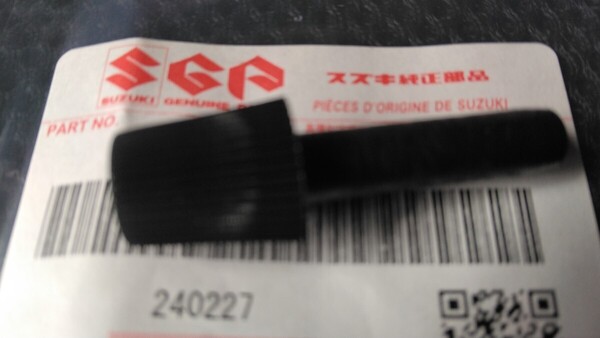 SGP スズキ純正部品
SUZUKI GENUINE
PIÈCES D'ORIGINE DE SUZUKI
PART NO.
240227